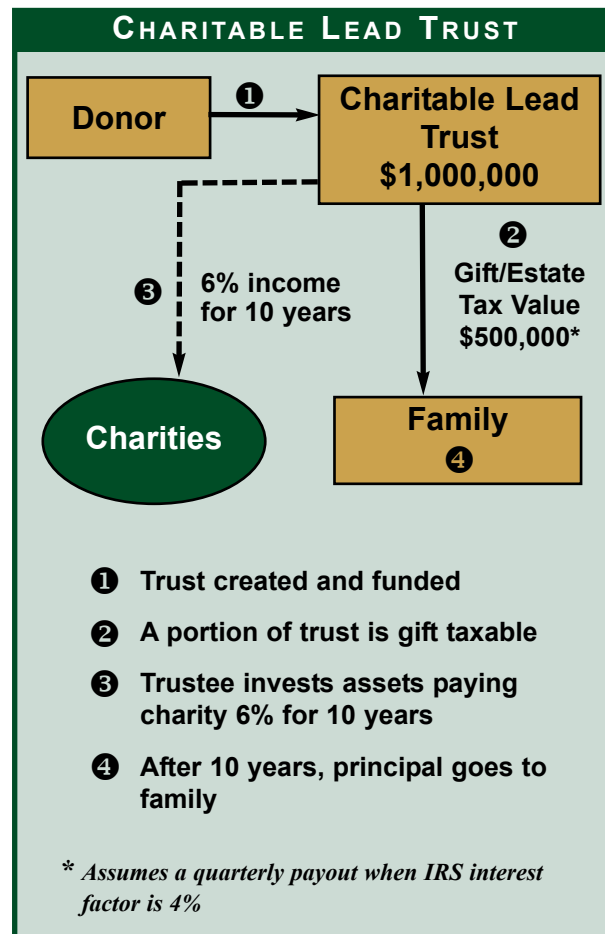 CHARITABLE LEAD TRUST
Donor
❶
Charitable Lead
Trust
$1,000,000
❷
Gift/Estate
Tax Value
$500,000*
❸
6% income
for 10 years
Charities
Family
❹
❶ Trust created and funded
❷ A portion of trust is gift taxable
❸ Trustee invests assets paying
charity 6% for 10 years
❹ After 10 years, principal goes to
family
* Assumes a quarterly payout when IRS interest
factor is 4%